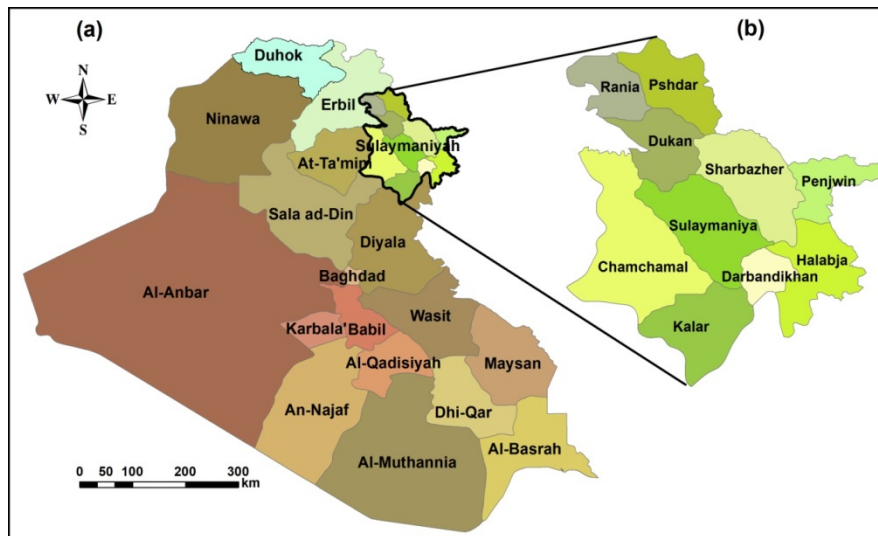 (a)
(b)
N
W E
S
Duhok
Erbil
Ninawa
Sulaymaniyah
At-Ta'mim
Sala ad-Din
Diyala
Baghdad
Al-Anbar
Wasit
Karbala'
Babil
Al-Qadisiyah
Maysan
An-Najaf
Dhi-Qar
Al-Basrah
Al-Muthannia
0 50 100 200 300
km
Pshdar
Rania
Dukan
Sharbazher
Penjwin
Sulaymaniya
Halabja
Chamchamal
Darbandikhan
Kalar